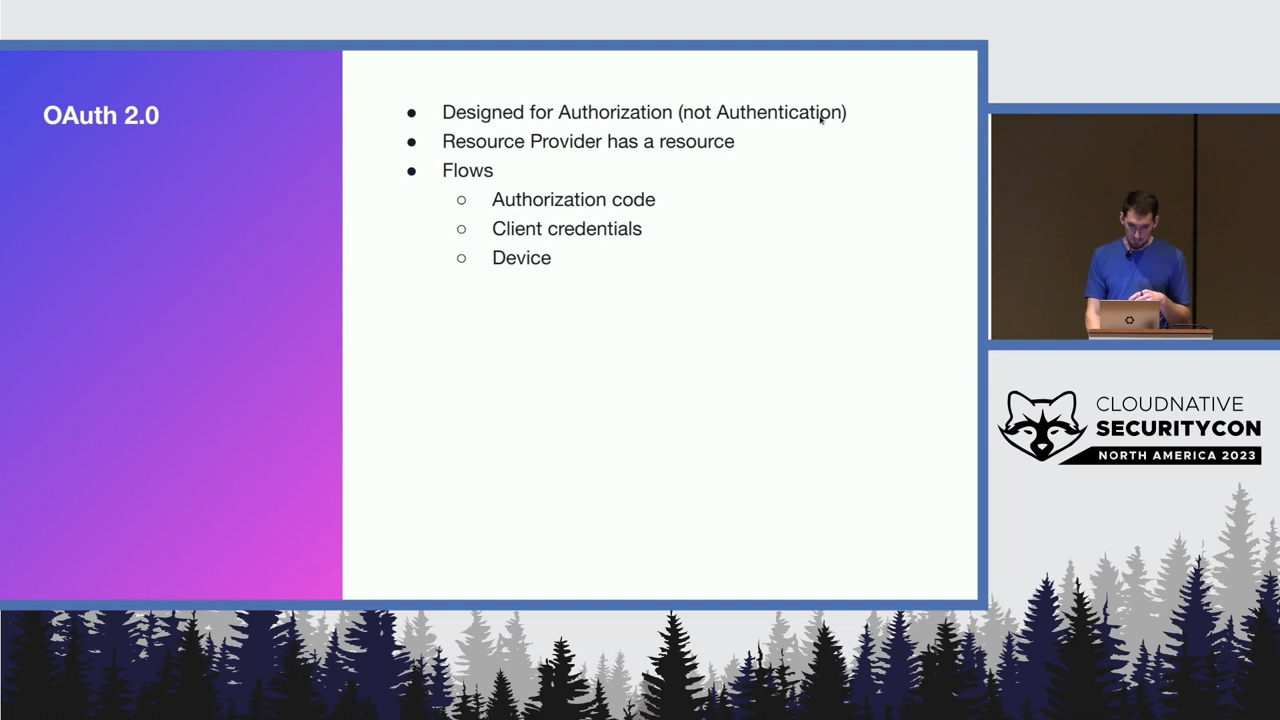 OAuth 2.0
● Designed for Authorization (not Authentication)
● Resource Provider has a resource
● Flows
○ Authorization code
○ Client credentials
○ Device
CLOUDNATIVE
SECURITYCON
NORTH AMERICA 2023